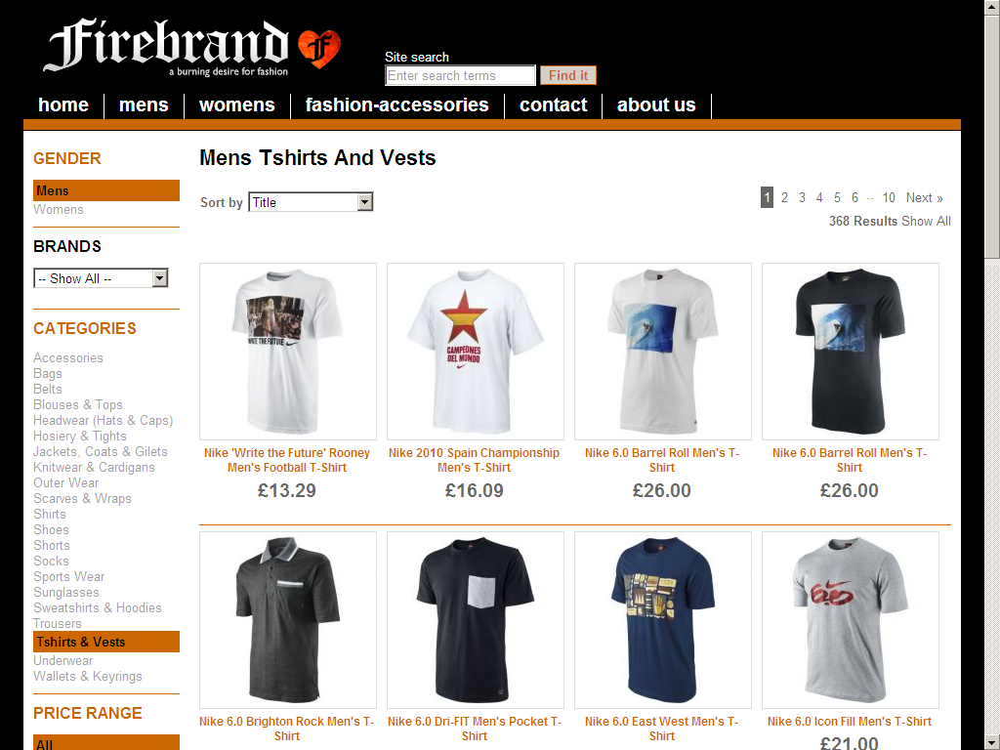 Firebrand
a burning desire for fashion
Site search
Enter search terms
Find it
home
mens
womens
fashion-accessories
contact
about us
GENDER
Mens
Womens
BRANDS
-- Show All --
CATEGORIES
Accessories
Bags
Belts
Blouses & Tops
Headwear (Hats & Caps)
Hosiery & Tights
Jackets, Coats & Gilets
Knitwear & Cardigans
Outer Wear
Scarves & Wraps
Shirts
Shoes
Shorts
Socks
Sports Wear
Sunglasses
Sweatshirts & Hoodies
Trousers
Tshirts & Vests
Underwear
Wallets & Keyrings
PRICE RANGE
All
Mens Tshirts And Vests
Sort by Title
1 2 3 4 5 6 ·· 10 Next »
368 Results Show All
WRITE THE FUTURE
CAMPEONES
DEL MUNDO
Nike 'Write the Future' Rooney
Men's Football T-Shirt
£13.29
Nike 2010 Spain Championship
Men's T-Shirt
£16.09
Nike 6.0 Barrel Roll Men's T-
Shirt
£26.00
Nike 6.0 Barrel Roll Men's T-
Shirt
£26.00
6.0
Nike 6.0 Brighton Rock Men's T-
Shirt
Nike 6.0 Dri-FIT Men's Pocket T-
Shirt
Nike 6.0 East West Men's T-
Shirt
Nike 6.0 Icon Fill Men's T-Shirt
£21.00